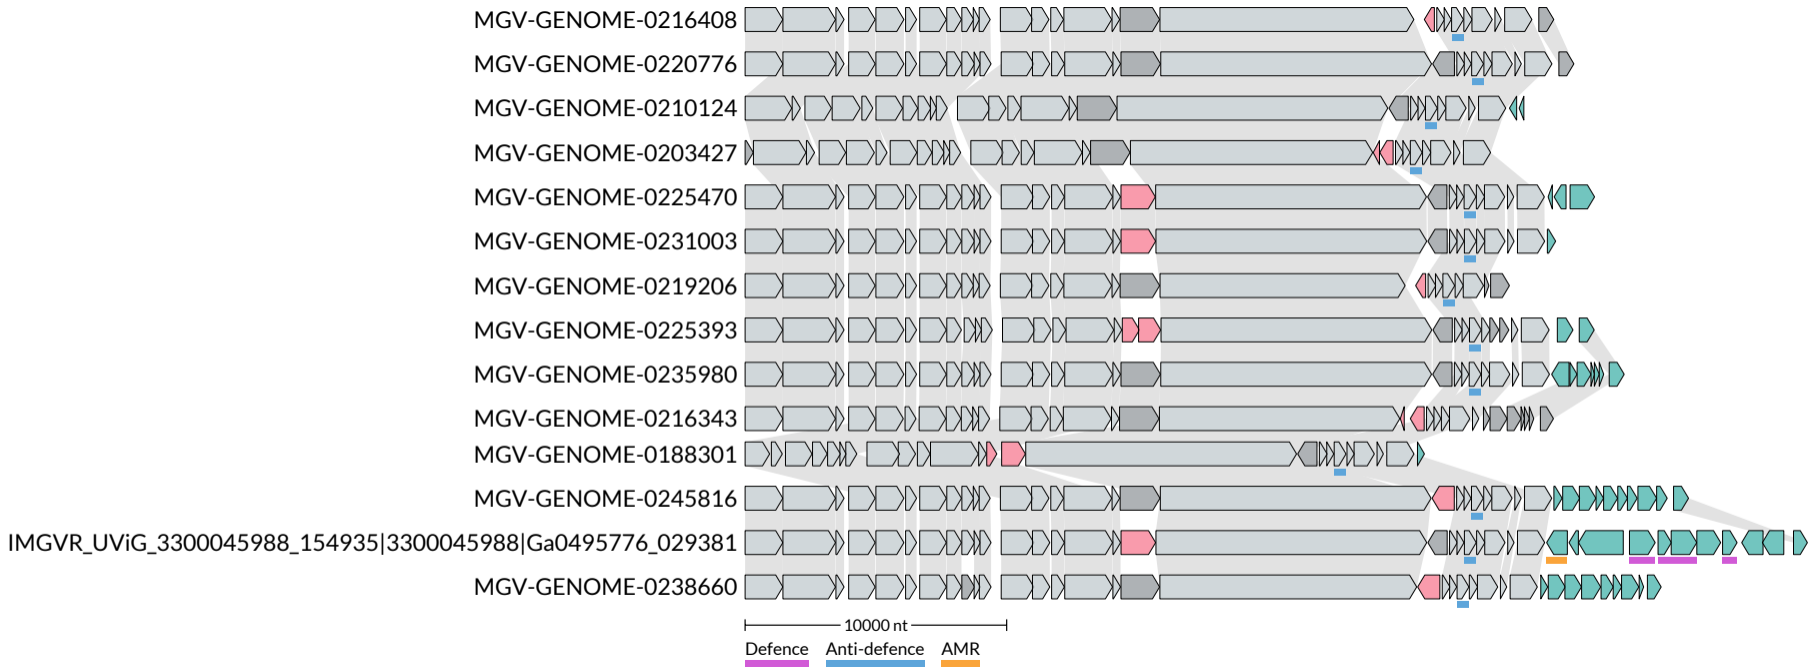 MGV-GENOME-0216408
MGV-GENOME-0220776
MGV-GENOME-0210124
MGV-GENOME-0203427
MGV-GENOME-0225470
MGV-GENOME-0231003
MGV-GENOME-0219206
MGV-GENOME-0225393
MGV-GENOME-0235980
MGV-GENOME-0216343
MGV-GENOME-0188301
MGV-GENOME-0245816
IMGVR_UViG_3300045988_154935|3300045988|Ga0495776_029381
MGV-GENOME-0238660
10000 nt
Defence Anti-defence AMR